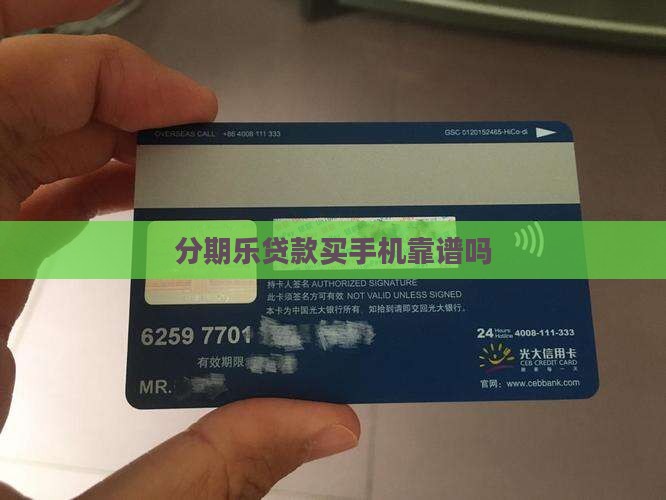 OVERSEAS CALL: +86 4008 111 333
GSC 0120152465-HiCo-di
分期乐贷款买手机靠谱吗
持卡人签名 AUTHORIZED SIGNATURE
此卡须签名方可有效 NOT VALID UNLESS SIGNED
本卡为中国光大银行所有，如拾到请即交回光大银行。
6259 7701
24 Hours Hotline 4008-111-333
有效期限
光大信用卡
CEB CREDIT CARD
MR.
官网：www.cebbank.com